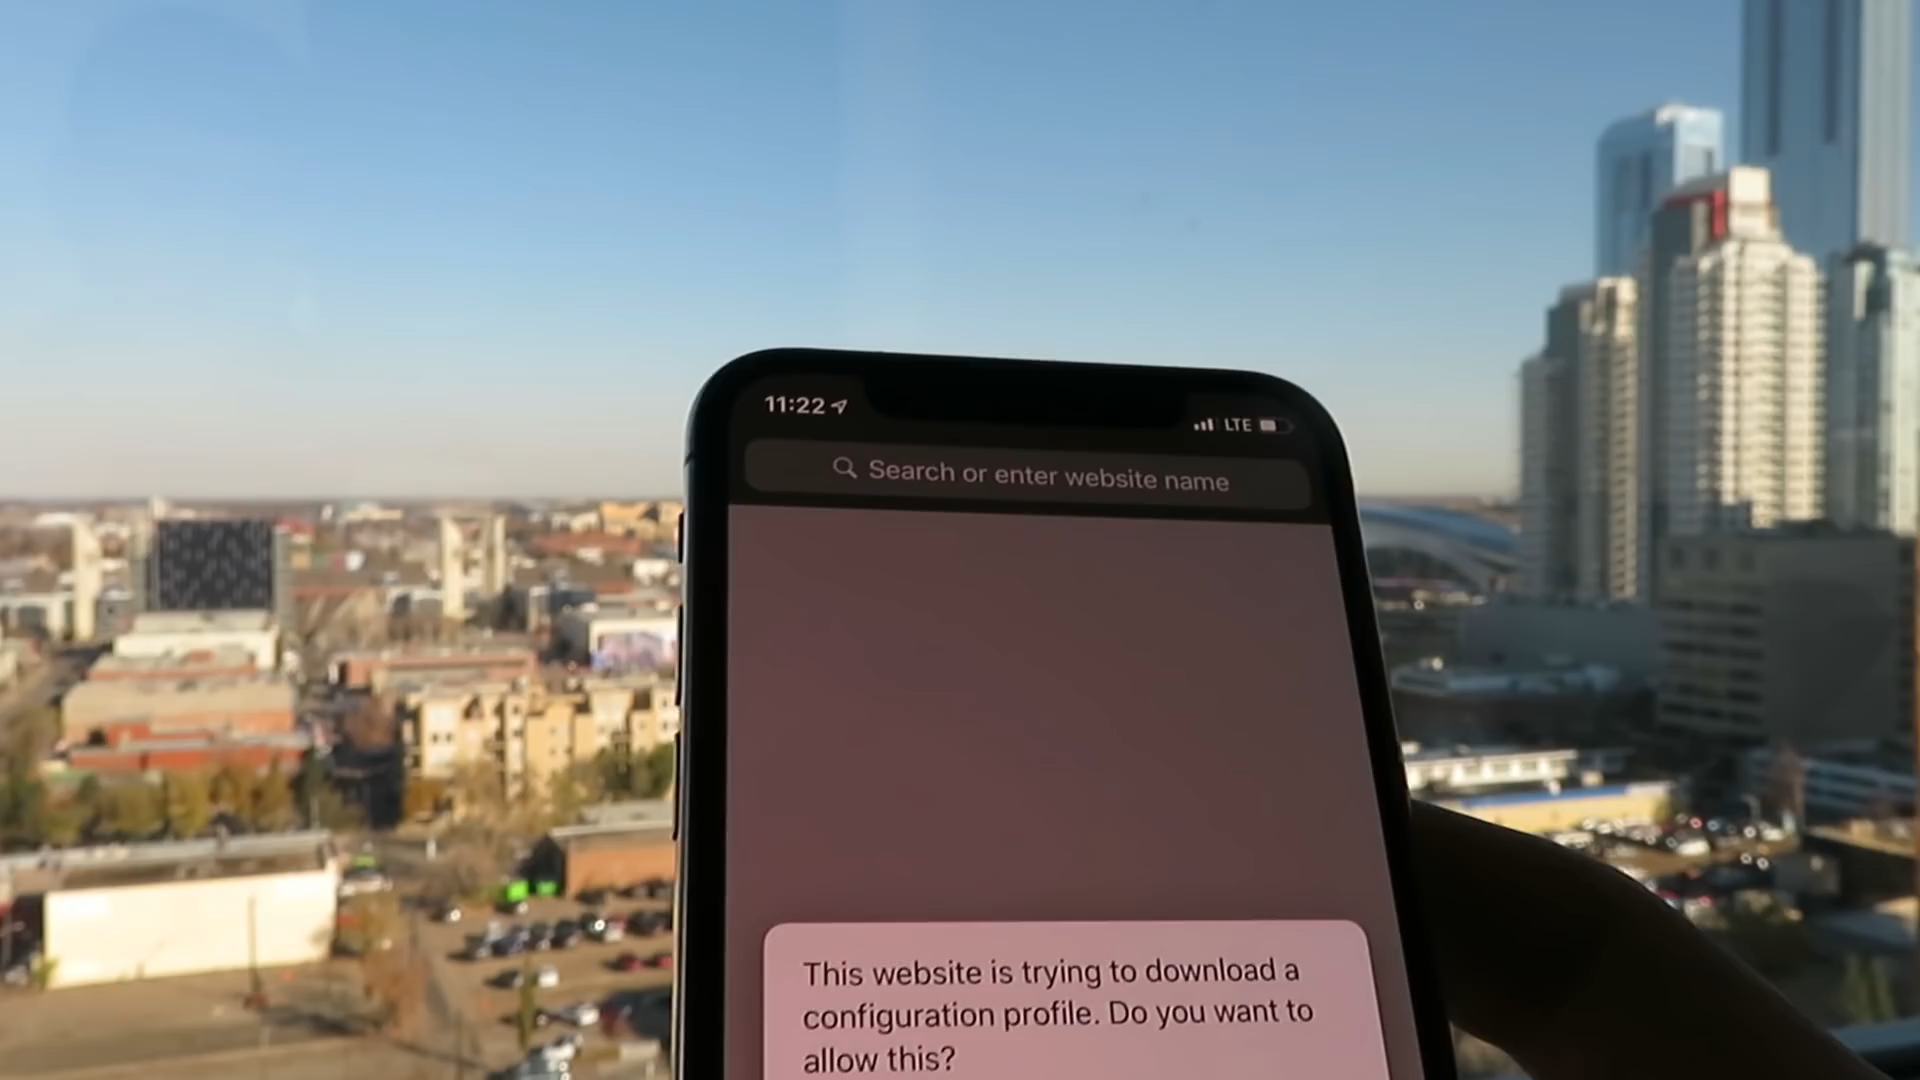 11:22
LTE
Search or enter website name
This website is trying to download a
configuration profile. Do you want to
allow this?